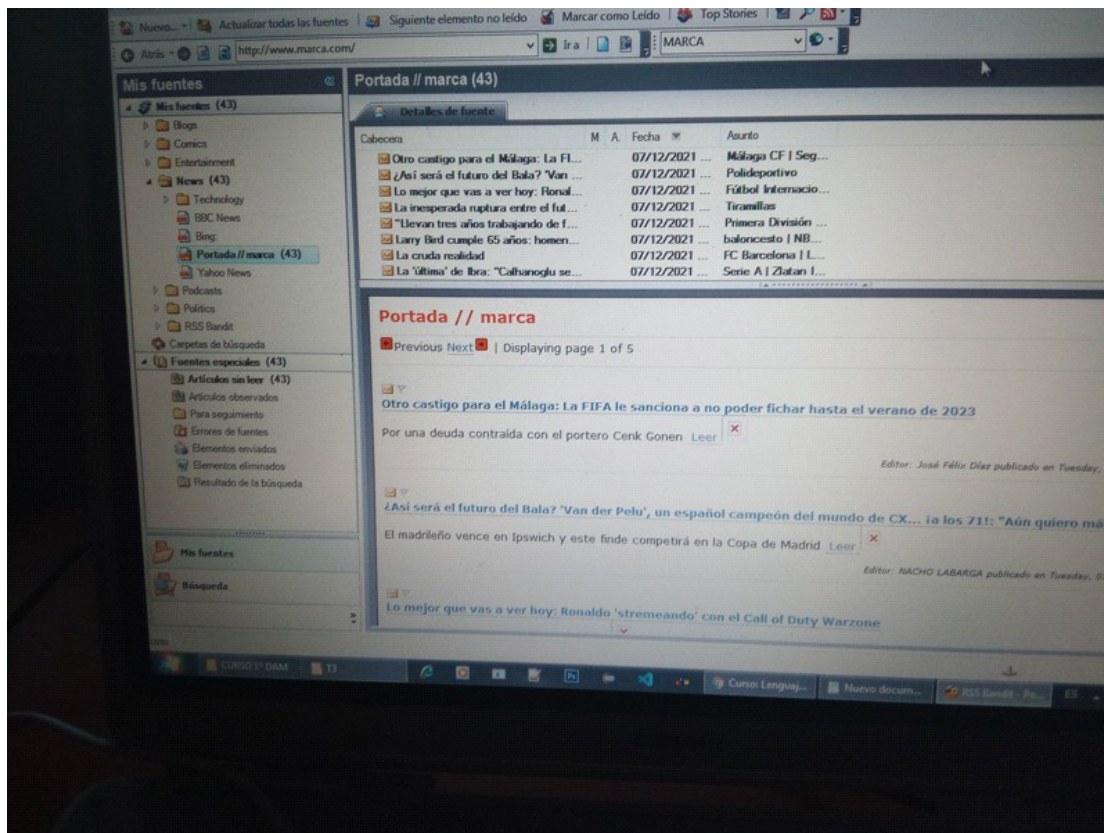 Nuevo... Actualizar todas las fuentes Siguiente elemento no leído Marcar como Leído Top Stories
Atrás http://www.marca.com/ Ir a MARCA
Mis fuentes
Mis fuentes (43)
Blogs
Comics
Entertainment
News (43)
Technology
BBC News
Bing
Portada // marca (43)
Yahoo News
Podcasts
Politics
RSS Bandit
Carpetas de búsqueda
Fuentes especiales (43)
Artículos sin leer (43)
Artículos observados
Para seguimiento
Errores de fuentes
Elementos enviados
Elementos eliminados
Resultado de la búsqueda
Mis fuentes
Búsqueda
Portada // marca (43)
Detalles de fuente
Cabecera M A Fecha Asunto
Otro castigo para el Málaga: La FI... 07/12/2021 ... Málaga CF | Seg...
¿Así será el futuro del Bala? 'Van ... 07/12/2021 ... Polideportivo
Lo mejor que vas a ver hoy: Ronal... 07/12/2021 ... Fútbol Internacio...
La inesperada ruptura entre el fut... 07/12/2021 ... Tiramillas
"Llevan tres años trabajando de f... 07/12/2021 ... Primera División ...
Larry Bird cumple 65 años: homen... 07/12/2021 ... baloncesto | NB...
La cruda realidad 07/12/2021 ... FC Barcelona | L...
La 'última' de Ibra: "Calhanoglu se... 07/12/2021 ... Serie A | Zlatan I...
Portada // marca
Previous Next | Displaying page 1 of 5
Otro castigo para el Málaga: La FIFA le sanciona a no poder fichar hasta el verano de 2023
Por una deuda contraída con el portero Cenk Gonen Leer
Editor: José Félix Díaz publicado en Tuesday,
¿Así será el futuro del Bala? 'Van der Pelu', un español campeón del mundo de CX... ¡a los 71!: "Aún quiero má
El madrileño vence en Ipswich y este finde competirá en la Copa de Madrid Leer
Editor: NACHO LABARGA publicado en Tuesday, 0
Lo mejor que vas a ver hoy: Ronaldo 'stremeando' con el Call of Duty Warzone
CURSO 1º DAM T3 Curso: Lenguaj... Nuevo docum... RSS Bandit - Po... ES